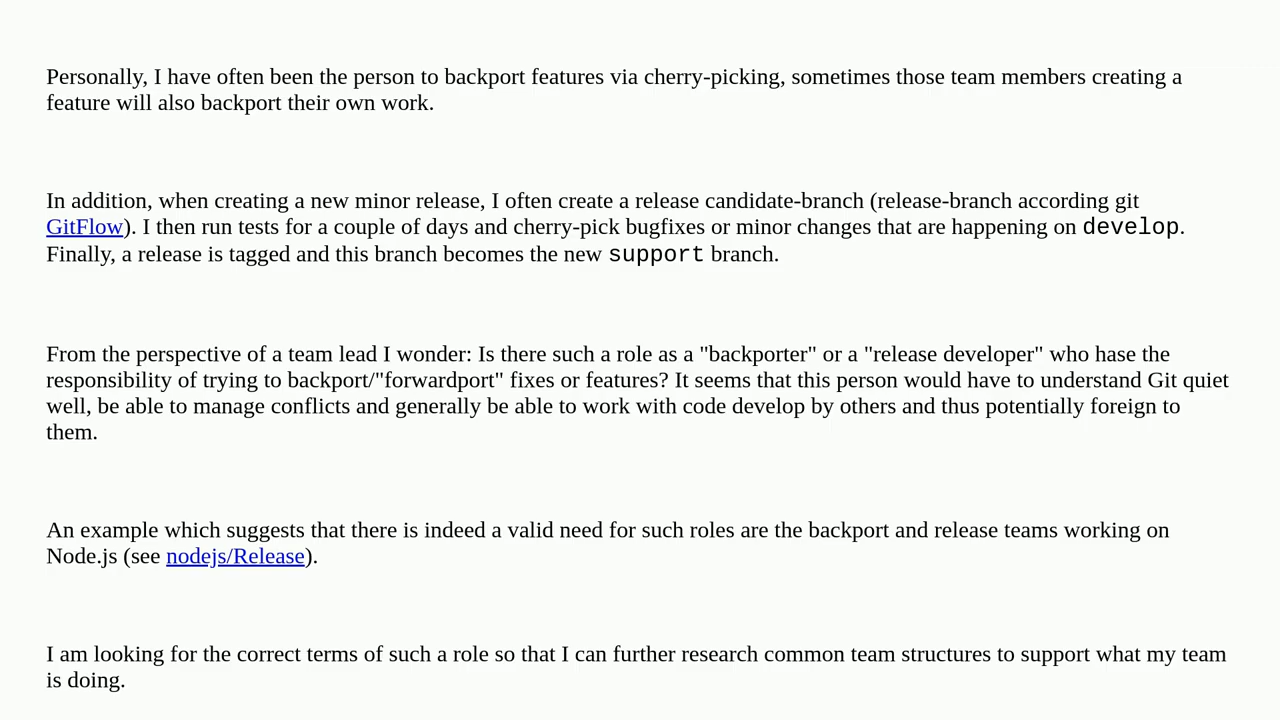 Personally, I have often been the person to backport features via cherry-picking, sometimes those team members creating a
feature will also backport their own work.
In addition, when creating a new minor release, I often create a release candidate-branch (release-branch according git
GitFlow). I then run tests for a couple of days and cherry-pick bugfixes or minor changes that are happening on develop.
Finally, a release is tagged and this branch becomes the new support branch.
From the perspective of a team lead I wonder: Is there such a role as a "backporter" or a "release developer" who hase the
responsibility of trying to backport/"forwardport" fixes or features? It seems that this person would have to understand Git quiet
well, be able to manage conflicts and generally be able to work with code develop by others and thus potentially foreign to
them.
An example which suggests that there is indeed a valid need for such roles are the backport and release teams working on
Node.js (see nodejs/Release).
I am looking for the correct terms of such a role so that I can further research common team structures to support what my team
is doing.